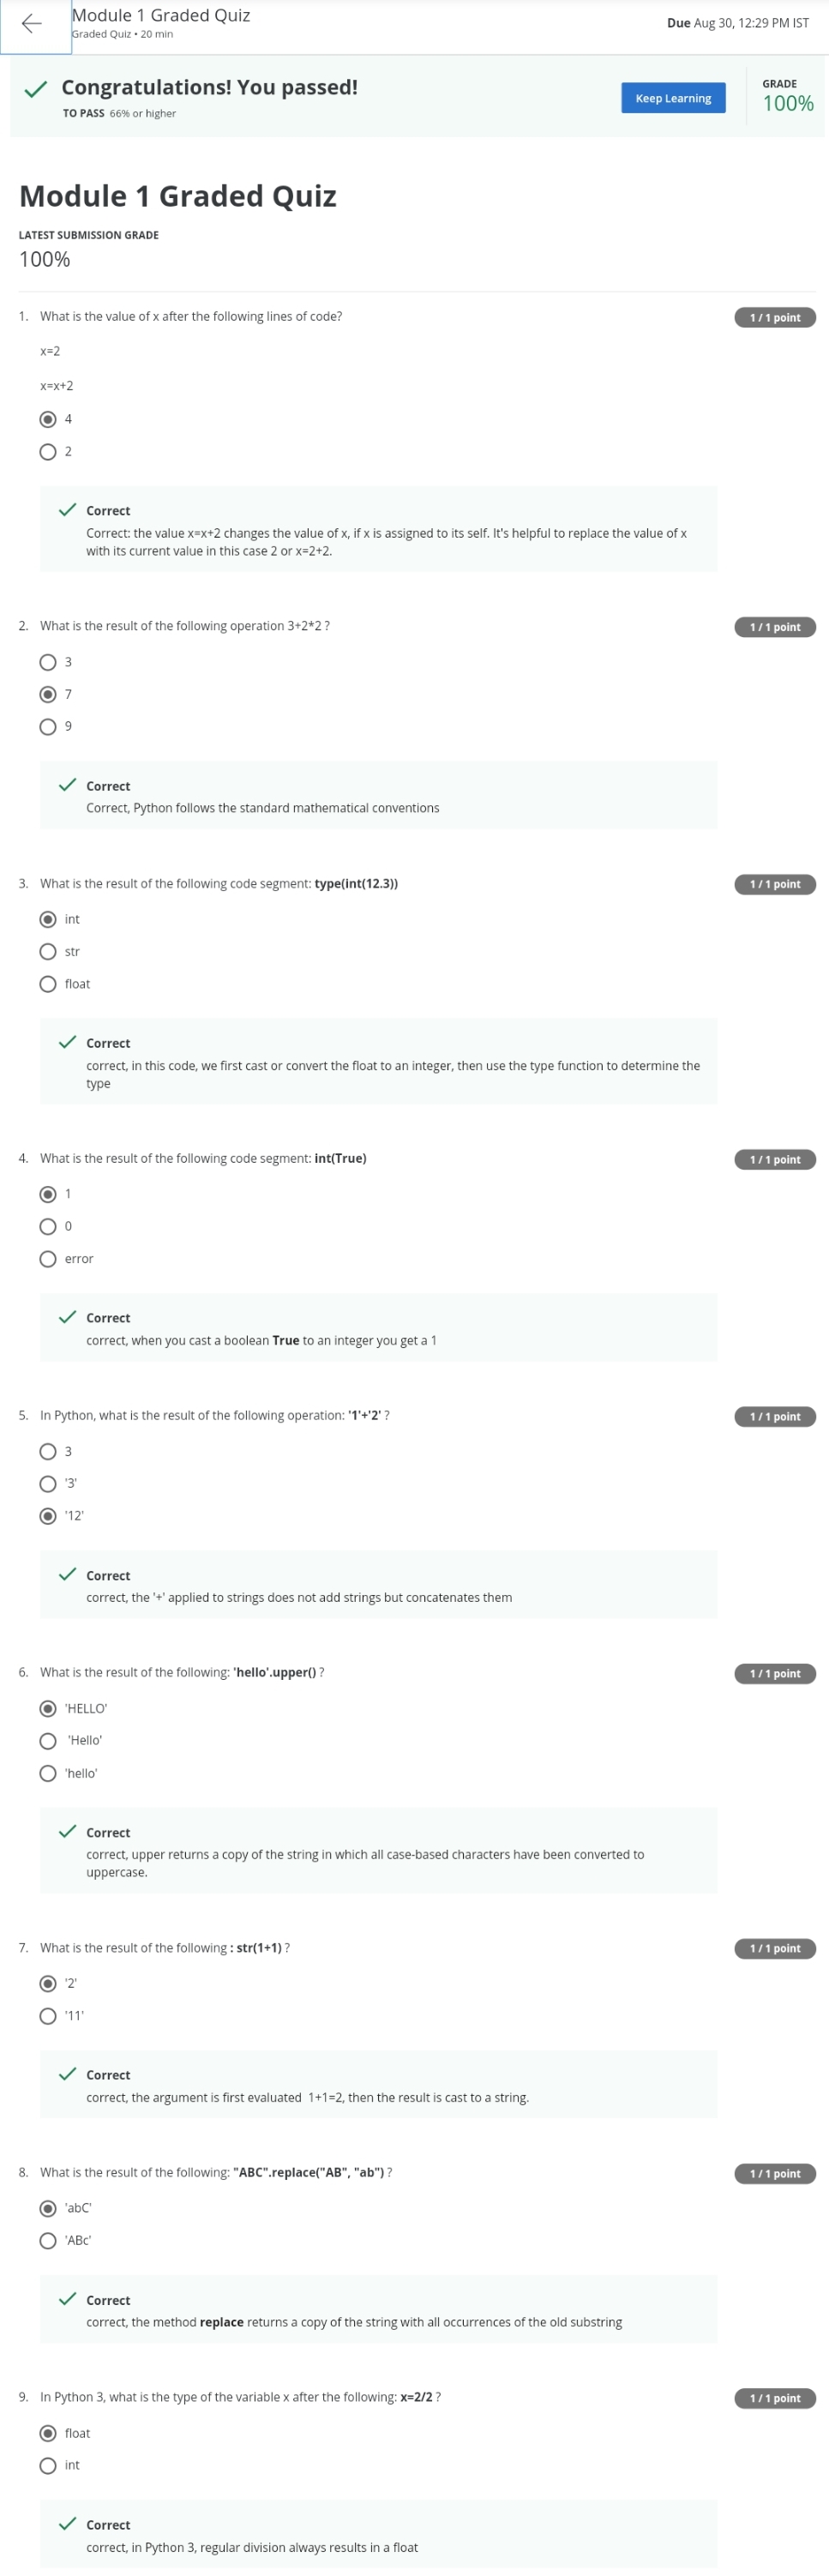 Module 1 Graded Quiz
Graded Quiz • 20 min
Due Aug 30, 12:29 PM IST
Congratulations! You passed!
TO PASS 66% or higher
Keep Learning
GRADE
100%
Module 1 Graded Quiz
LATEST SUBMISSION GRADE
100%
1. What is the value of x after the following lines of code?
1 / 1 point
x=2
x=x+2
4
2
Correct
Correct: the value x=x+2 changes the value of x, if x is assigned to its self. It's helpful to replace the value of x
with its current value in this case 2 or x=2+2.
2. What is the result of the following operation 3+2*2 ?
1 / 1 point
3
7
9
Correct
Correct, Python follows the standard mathematical conventions
3. What is the result of the following code segment: type(int(12.3))
1 / 1 point
int
str
float
Correct
correct, in this code, we first cast or convert the float to an integer, then use the type function to determine the
type
4. What is the result of the following code segment: int(True)
1 / 1 point
1
0
error
Correct
correct, when you cast a boolean True to an integer you get a 1
5. In Python, what is the result of the following operation: '1'+'2' ?
1 / 1 point
3
'3'
'12'
Correct
correct, the '+' applied to strings does not add strings but concatenates them
6. What is the result of the following: 'hello'.upper() ?
1 / 1 point
'HELLO'
'Hello'
'hello'
Correct
correct, upper returns a copy of the string in which all case-based characters have been converted to
uppercase.
7. What is the result of the following : str(1+1) ?
1 / 1 point
'2'
'11'
Correct
correct, the argument is first evaluated 1+1=2, then the result is cast to a string.
8. What is the result of the following: "ABC".replace("AB", "ab") ?
1 / 1 point
'abC'
'ABc'
Correct
correct, the method replace returns a copy of the string with all occurrences of the old substring
9. In Python 3, what is the type of the variable x after the following: x=2/2 ?
1 / 1 point
float
int
Correct
correct, in Python 3, regular division always results in a float